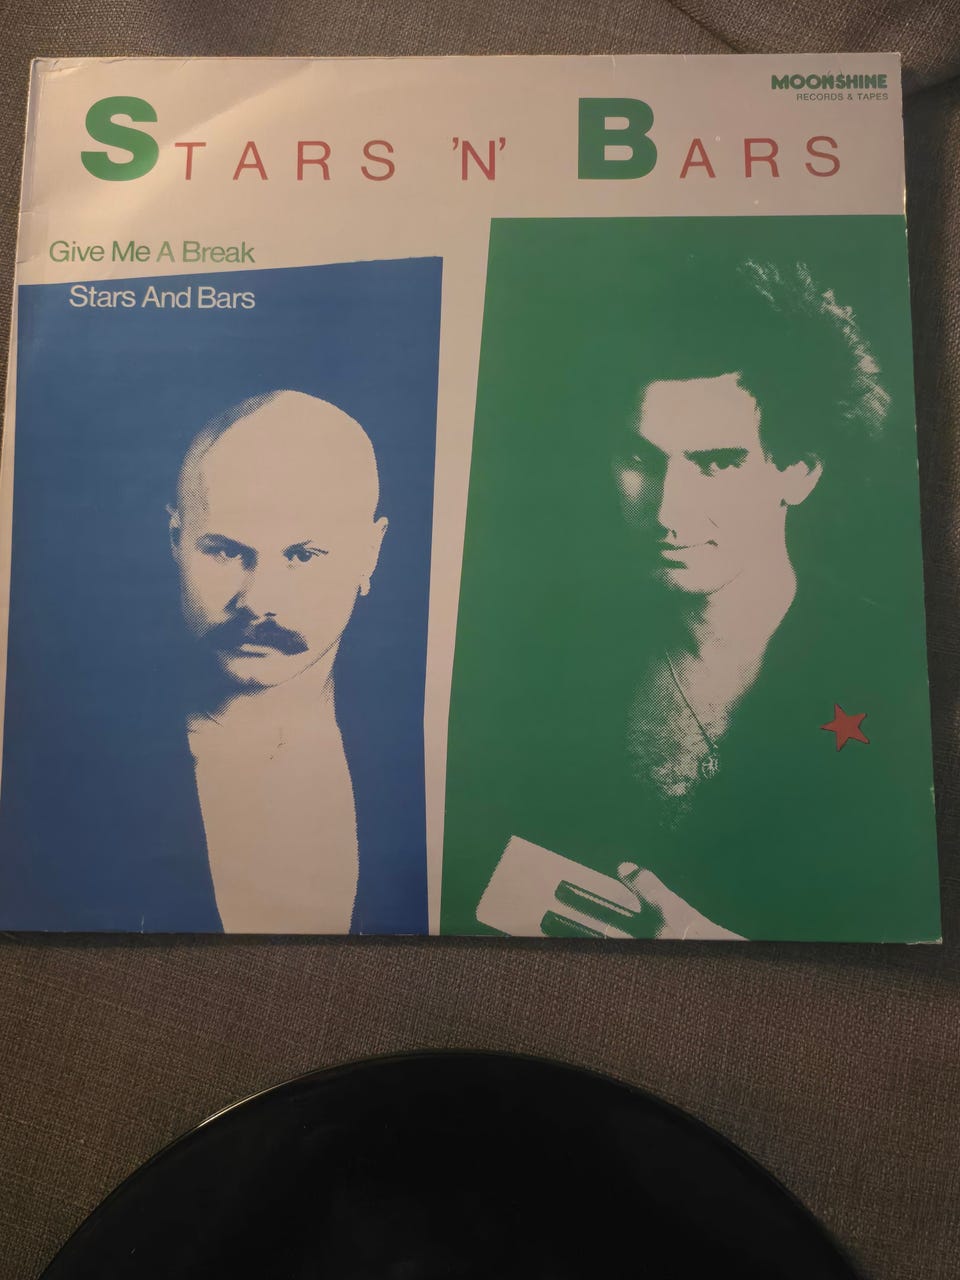 MOONSHINE
RECORDS & TAPES
STARS 'N' BARS
Give Me A Break
Stars And Bars